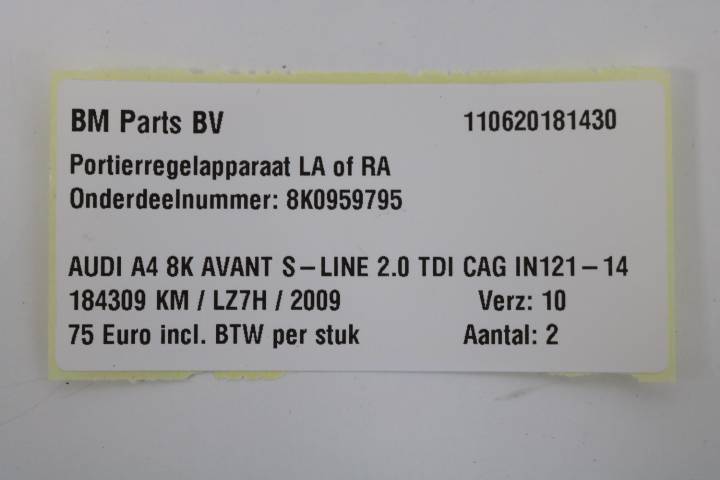 BM Parts BV 110620181430
Portierregelapparaat LA of RA
Onderdeelnummer: 8K0959795
AUDI A4 8K AVANT S-LINE 2.0 TDI CAG IN121-14
184309 KM / LZ7H / 2009 Verz: 10
75 Euro incl. BTW per stuk Aantal: 2